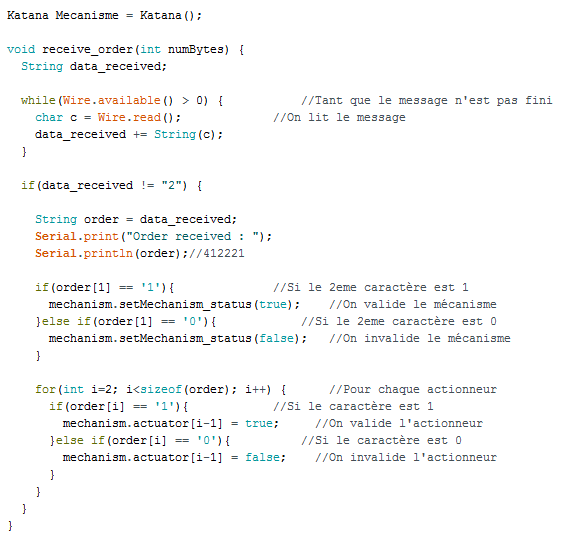 Katana Mecanisme = Katana();
void receive_order(int numBytes) {
String data_received;
while(Wire.available() > 0) { //Tant que le message n'est pas fini
char c = Wire.read(); //On lit le message
data_received += String(c);
}
if(data_received != "2") {
String order = data_received;
Serial.print("Order received : ");
Serial.println(order);//412221
if(order[1] == '1'){ //Si le 2eme caractère est 1
mechanism.setMechanism_status(true); //On valide le mécanisme
}else if(order[1] == '0'){ //Si le 2eme caractère est 0
mechanism.setMechanism_status(false); //On invalide le mécanisme
}
for(int i=2; i<sizeof(order); i++) { //Pour chaque actionneur
if(order[i] == '1'){ //Si le caractère est 1
mechanism.actuator[i-1] = true; //On valide l'actionneur
}else if(order[i] == '0'){ //Si le caractère est 0
mechanism.actuator[i-1] = false; //On invalide l'actionneur
}
}
}
}